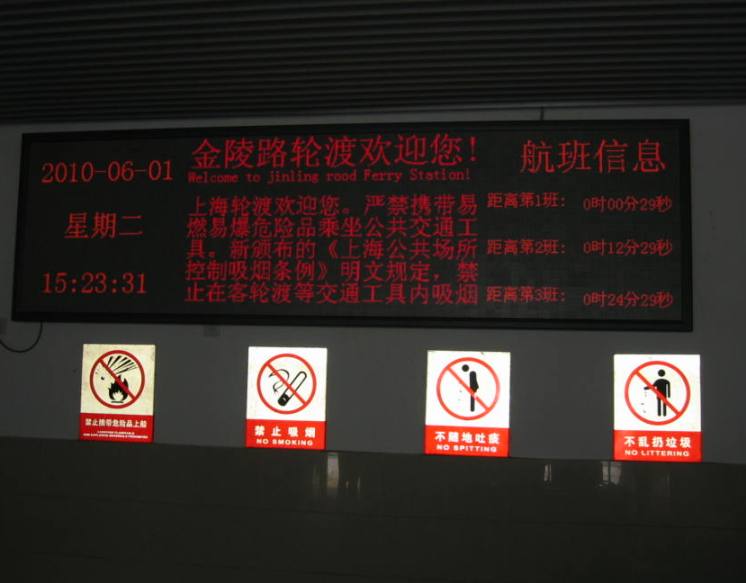 2010-06-01
星期二
15:23:31
金陵路轮渡欢迎您!
Welcome to jinling rood Ferry Station!
上海轮渡欢迎您。严禁携带易
燃易爆危险品乘坐公共交通工
具。新颁布的《上海公共场所
控制吸烟条例》明文规定，禁
止在客轮渡等交通工具内吸烟
航班信息
距离第1班: 0时00分29秒
距离第2班: 0时12分29秒
距离第3班: 0时24分29秒
禁止携带危险品上船
禁止吸烟
NO SMOKING
不随地吐痰
NO SPITTING
不乱扔垃圾
NO LITTERING